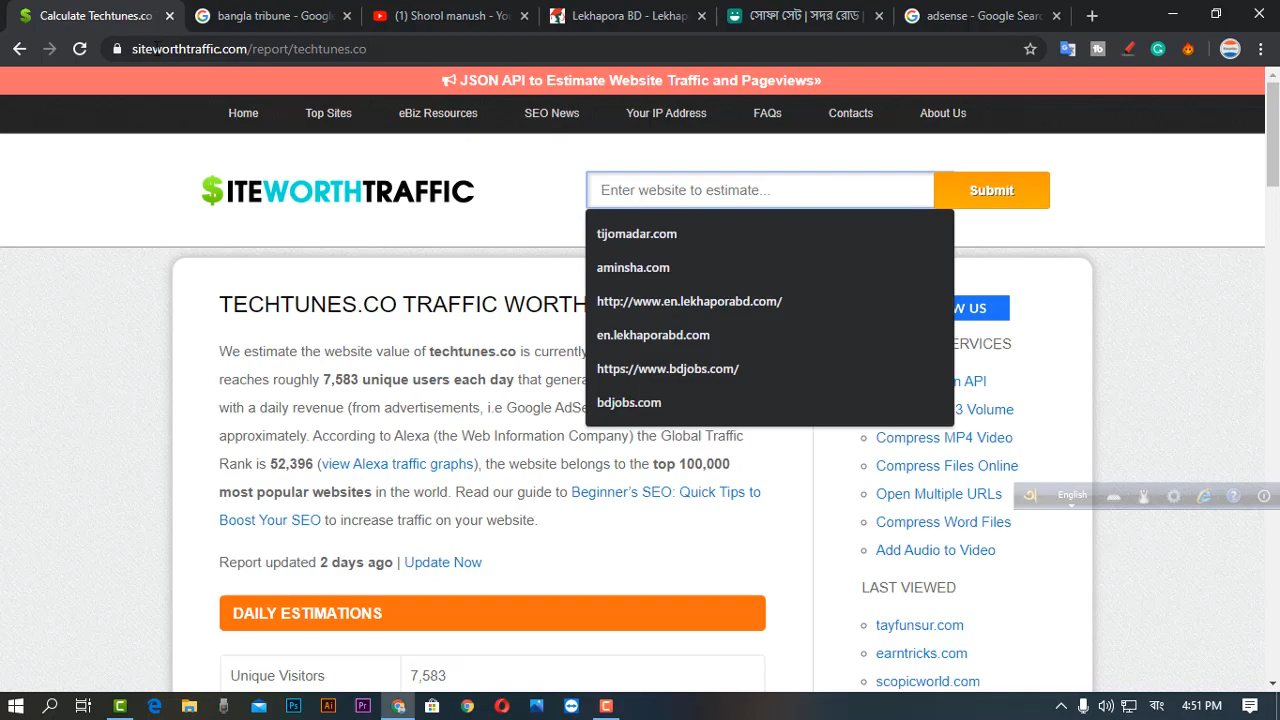 Calculate Techtunes.co
bangla tribune - Google
(1) Shorol manush - Yo
Lekhapora BD - Lekhap
সোফা সেট | সদর রোড |
adsense - Google Searc
siteworthtraffic.com/report/techtunes.co
JSON API to Estimate Website Traffic and Pageviews»
Home
Top Sites
eBiz Resources
SEO News
Your IP Address
FAQs
Contacts
About Us
$ITEWORTHTRAFFIC
Enter website to estimate...
Submit
tijomadar.com
aminsha.com
http://www.en.lekhaporabd.com/
en.lekhaporabd.com
https://www.bdjobs.com/
bdjobs.com
TECHTUNES.CO TRAFFIC WORTH
We estimate the website value of techtunes.co is currently
reaches roughly 7,583 unique users each day that genera
with a daily revenue (from advertisements, i.e Google AdSe
approximately. According to Alexa (the Web Information Company) the Global Traffic
Rank is 52,396 (view Alexa traffic graphs), the website belongs to the top 100,000
most popular websites in the world. Read our guide to Beginner's SEO: Quick Tips to
Boost Your SEO to increase traffic on your website.
Report updated 2 days ago | Update Now
DAILY ESTIMATIONS
Unique Visitors
7,583
W US
ERVICES
n API
3 Volume
Compress MP4 Video
Compress Files Online
Open Multiple URLs
Compress Word Files
Add Audio to Video
LAST VIEWED
tayfunsur.com
earntricks.com
scopicworld.com
English
বাং
4:51 PM